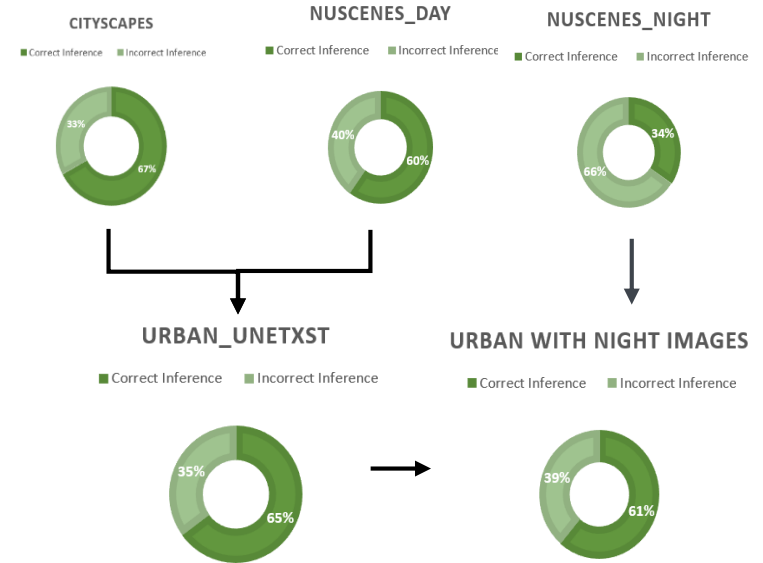 CITYSCAPES
Correct Inference Incorrect Inference
33%
67%
NUSCENES_DAY
Correct Inference Incorrect Inference
40%
60%
NUSCENES_NIGHT
Correct Inference Incorrect Inference
34%
66%
URBAN_UNETXST
Correct Inference Incorrect Inference
35%
65%
URBAN WITH NIGHT IMAGES
Correct Inference Incorrect Inference
39%
61%